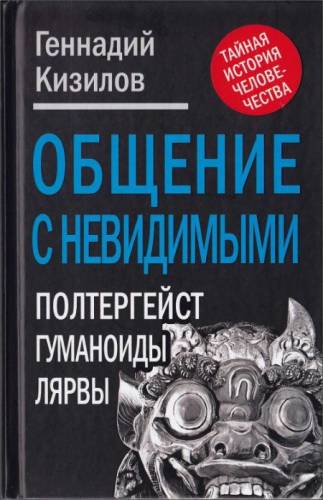 Геннадий
Кизилов
ТАЙНАЯ
ИСТОРИЯ
ЧЕЛОВЕ-
ЧЕСТВА
ОБЩЕНИЕ
С НЕВИДИМЫМИ
ПОЛТЕРГЕЙСТ
ГУМАНОИДЫ
ЛЯРВЫ